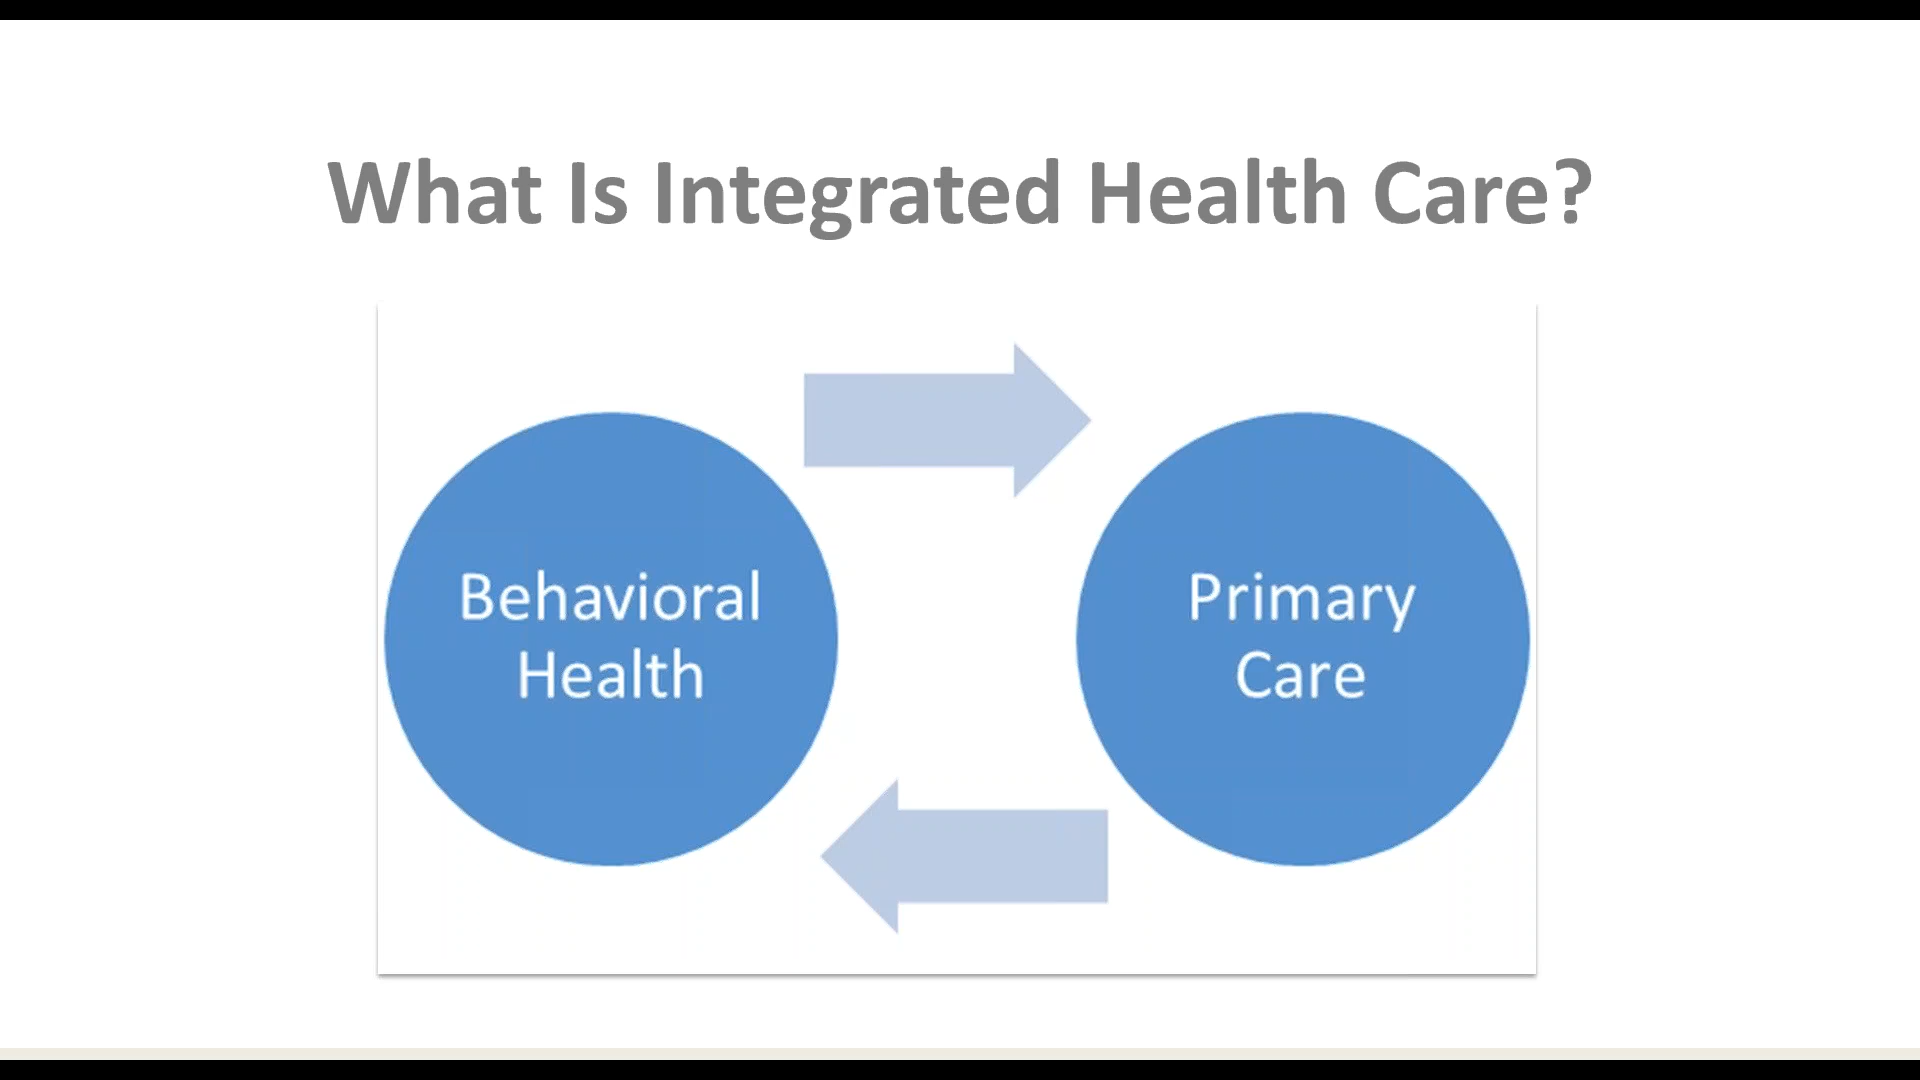 What Is Integrated Health Care?
Behavioral
Health
Primary
Care